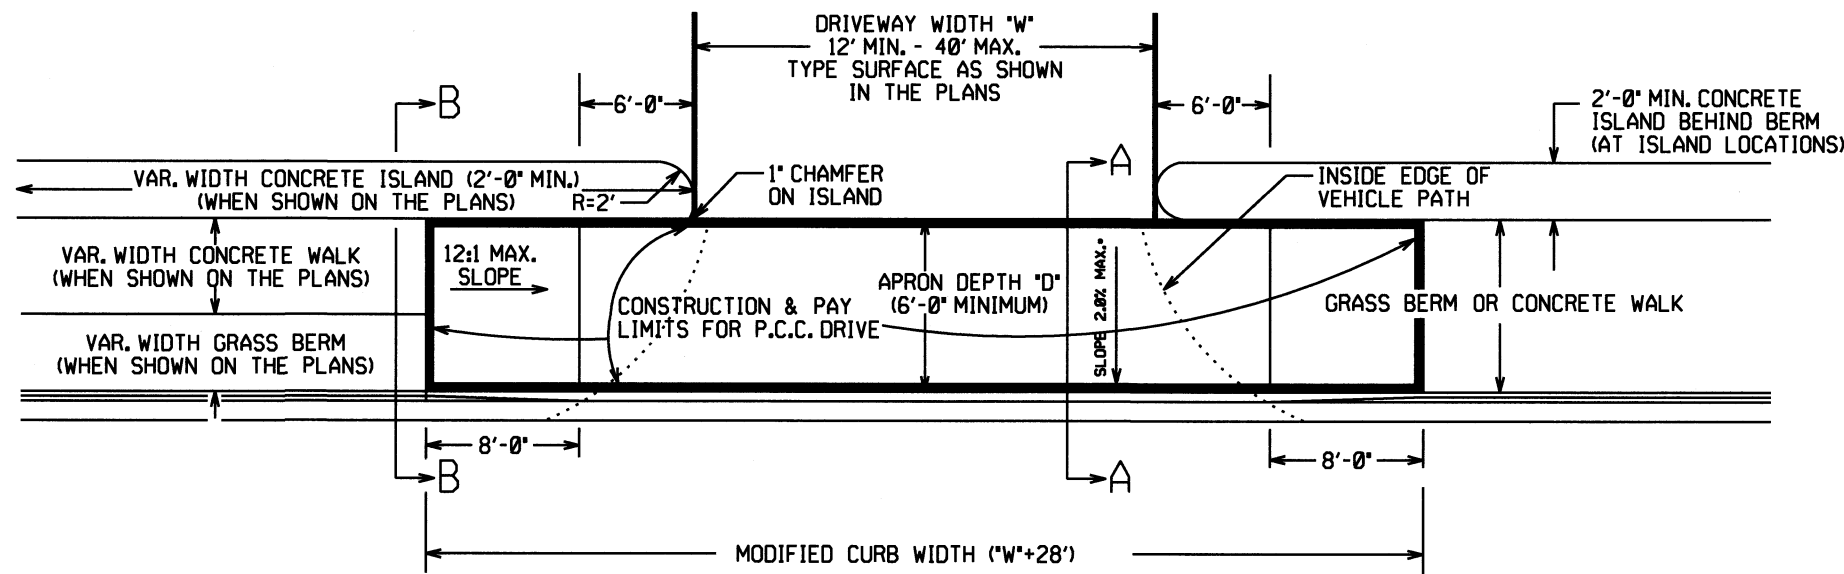 DRIVEWAY WIDTH "W"
12' MIN. - 40' MAX.
TYPE SURFACE AS SHOWN
IN THE PLANS
B
6'-0"
6'-0"
2'-0" MIN. CONCRETE
ISLAND BEHIND BERM
(AT ISLAND LOCATIONS)
A
VAR. WIDTH CONCRETE ISLAND (2'-0" MIN.)
(WHEN SHOWN ON THE PLANS)
R=2'
1" CHAMFER
ON ISLAND
INSIDE EDGE OF
VEHICLE PATH
VAR. WIDTH CONCRETE WALK
(WHEN SHOWN ON THE PLANS)
12:1 MAX.
SLOPE
CONSTRUCTION & PAY
LIMITS FOR P.C.C. DRIVE
APRON DEPTH "D"
(6'-0" MINIMUM)
SLOPE 2.0% MAX.
GRASS BERM OR CONCRETE WALK
VAR. WIDTH GRASS BERM
(WHEN SHOWN ON THE PLANS)
8'-0"
8'-0"
B
A
MODIFIED CURB WIDTH ("W"+28')